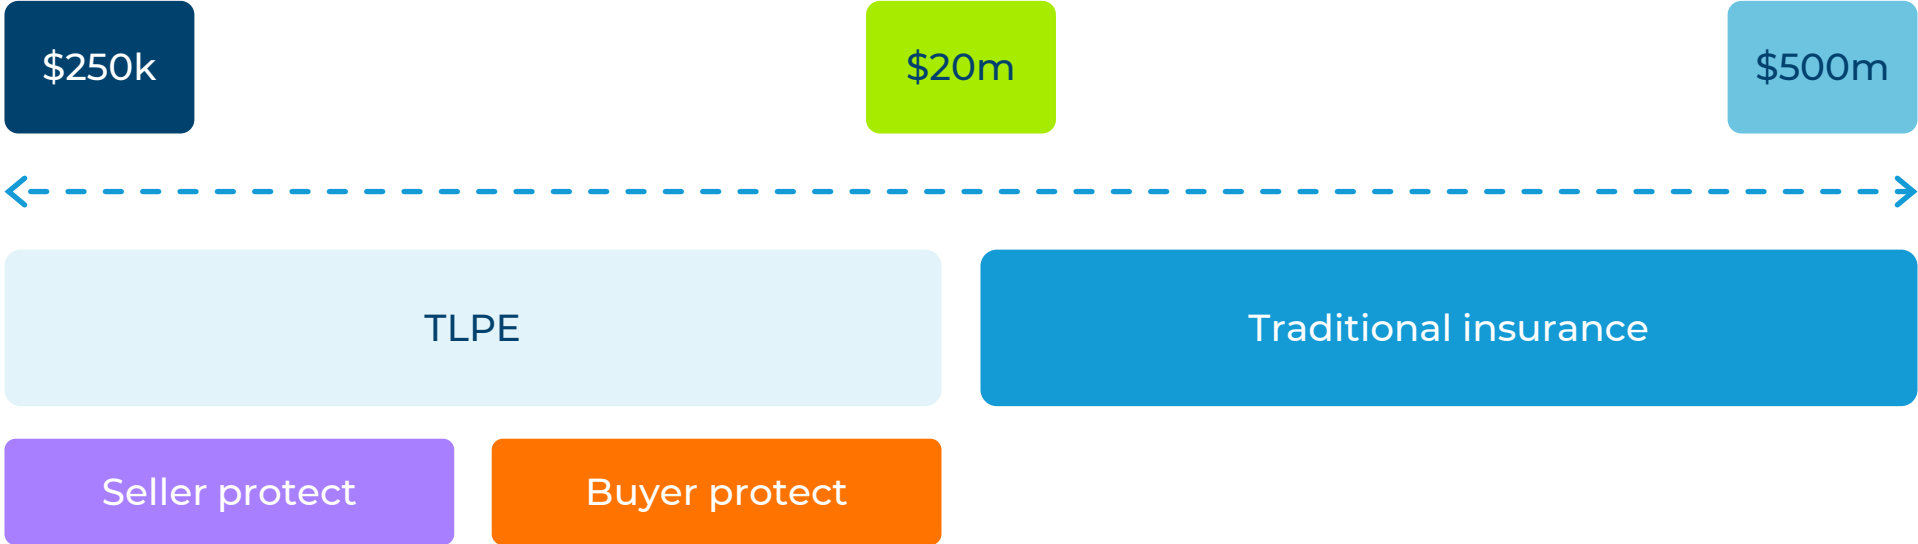 $250k
$20m
$500m
TLPE
Traditional insurance
Seller protect
Buyer protect